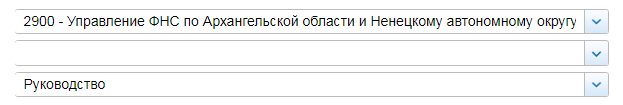 2900 - Управление ФНС по Архангельской области и Ненецкому автономному округу
Руководство